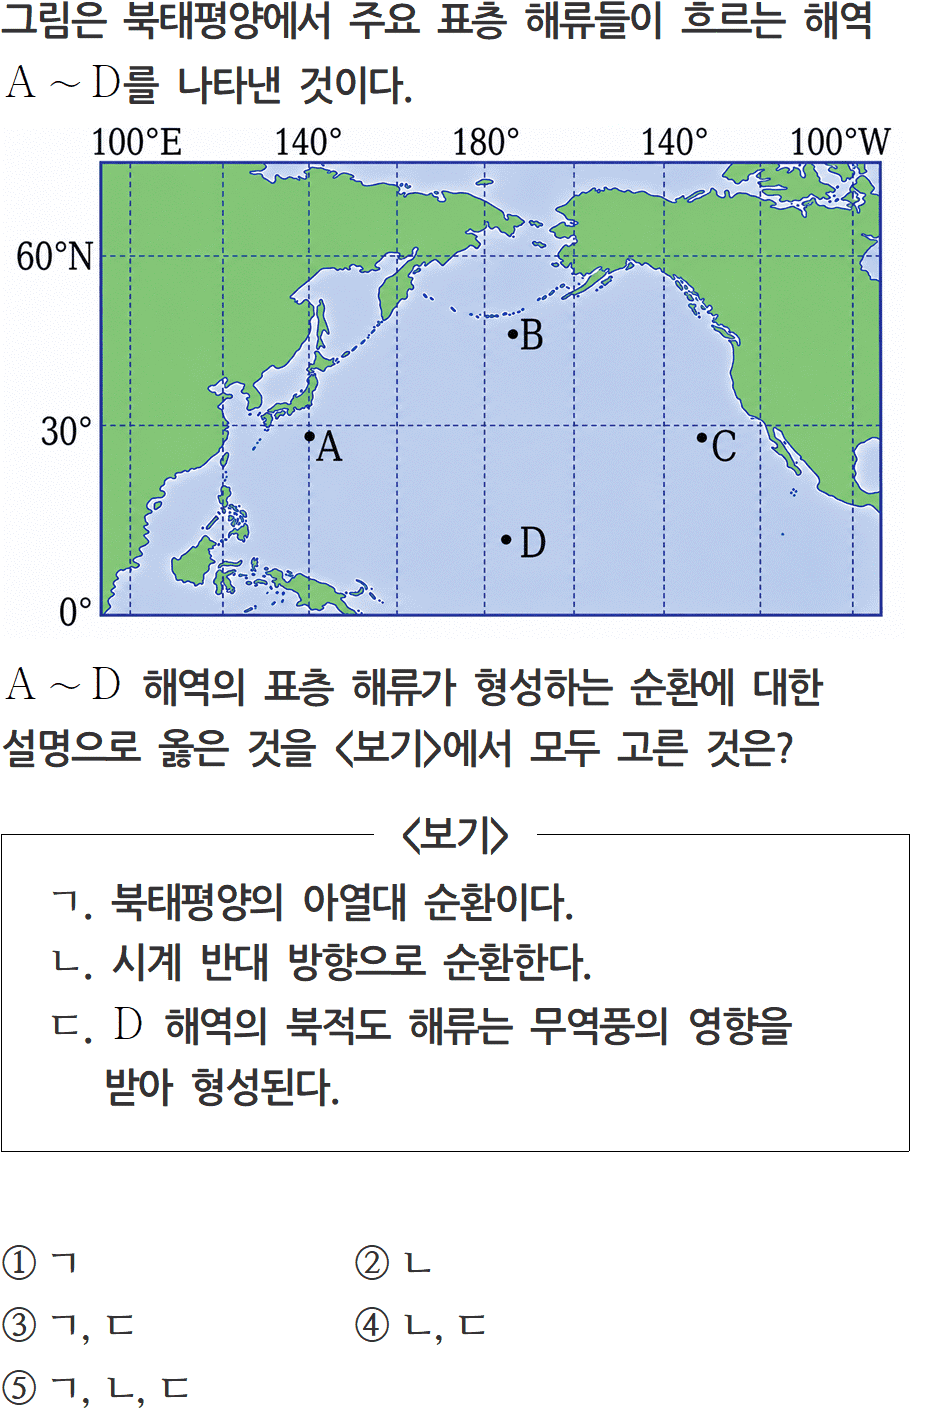 그림은 북태평양에서 주요 표층 해류들이 흐르는 해역
A ~ D를 나타낸 것이다.
100°E 140° 180° 140° 100°W
60°N
B
30°
A
C
D
0°
A ~ D 해역의 표층 해류가 형성하는 순환에 대한
설명으로 옳은 것을 <보기>에서 모두 고른 것은?
<보기>
ㄱ. 북태평양의 아열대 순환이다.
ㄴ. 시계 반대 방향으로 순환한다.
ㄷ. D 해역의 북적도 해류는 무역풍의 영향을
받아 형성된다.
① ㄱ ② ㄴ
③ ㄱ, ㄷ ④ ㄴ, ㄷ
⑤ ㄱ, ㄴ, ㄷ